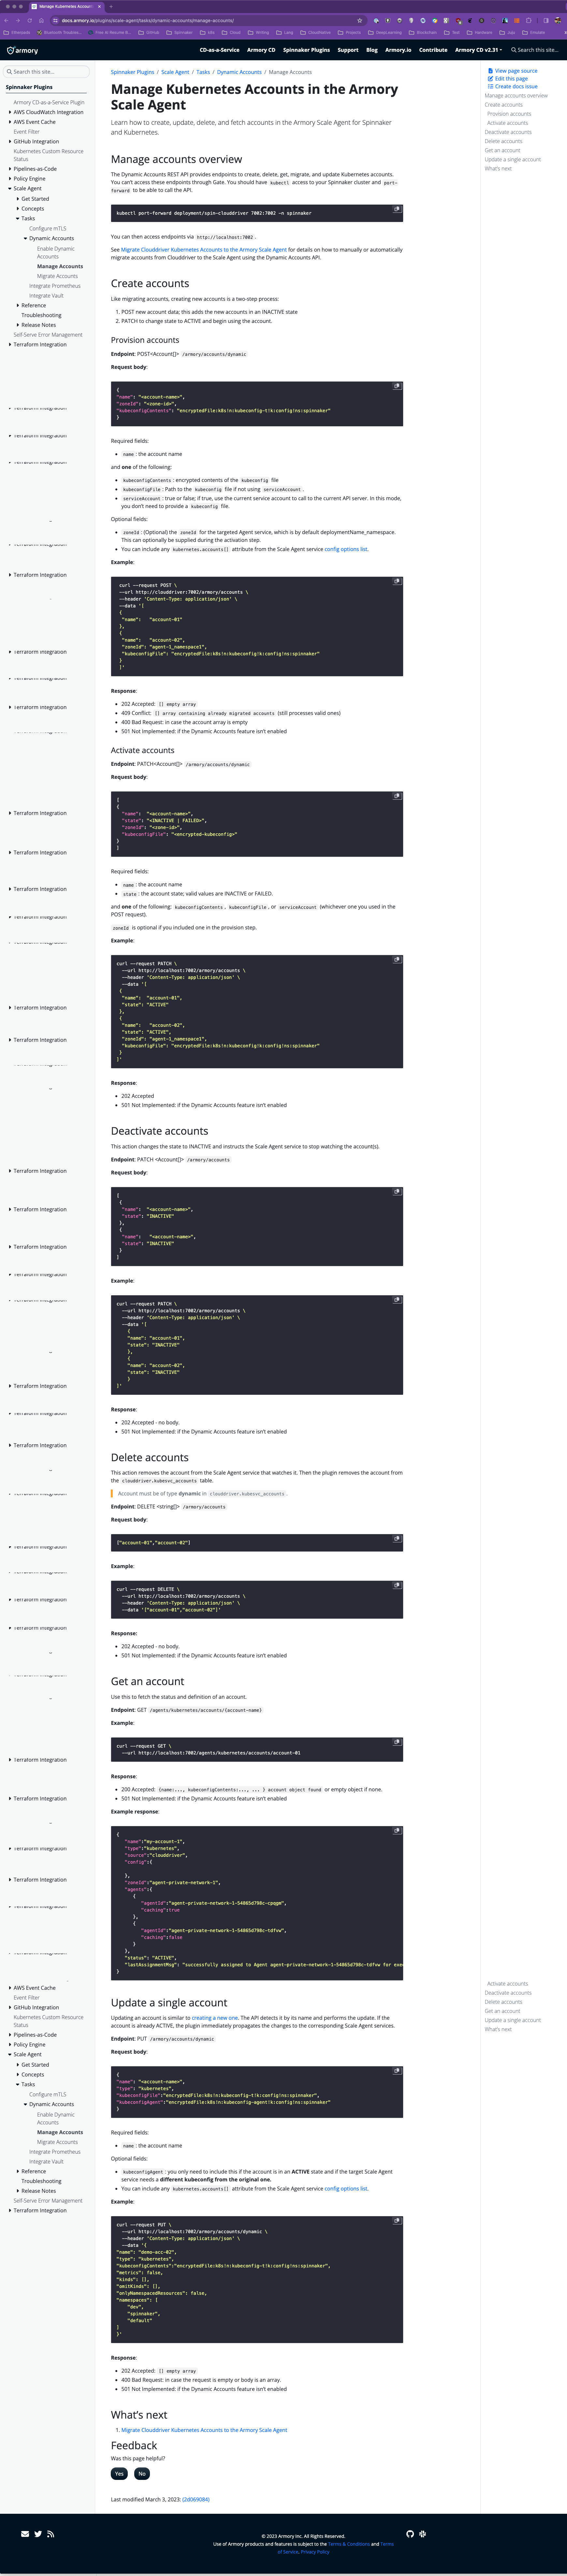 Manage Kubernetes Accounts
docs.armory.io/plugins/scale-agent/tasks/dynamic-accounts/manage-accounts/
armory
CD-as-a-Service Armory CD Spinnaker Plugins Support Blog Armory.io Contribute Armory CD v2.31 Search this site…
Search this site…
Spinnaker Plugins
Armory CD-as-a-Service Plugin
AWS CloudWatch Integration
AWS Event Cache
Event Filter
GitHub Integration
Kubernetes Custom Resource
Status
Pipelines-as-Code
Policy Engine
Scale Agent
Get Started
Concepts
Tasks
Configure mTLS
Dynamic Accounts
Enable Dynamic
Accounts
Manage Accounts
Migrate Accounts
Integrate Prometheus
Integrate Vault
Reference
Troubleshooting
Release Notes
Self-Serve Error Management
Terraform Integration
Spinnaker Plugins / Scale Agent / Tasks / Dynamic Accounts / Manage Accounts
Manage Kubernetes Accounts in the Armory
Scale Agent
Learn how to create, update, delete, and fetch accounts in the Armory Scale Agent for Spinnaker
and Kubernetes.
Manage accounts overview
The Dynamic Accounts REST API provides endpoints to create, delete, get, migrate, and update Kubernetes accounts.
You can't access these endpoints through Gate. You should have kubectl access to your Spinnaker cluster and port-
forward to be able to call the API.
kubectl port-forward deployment/spin-clouddriver 7002:7002 -n spinnaker
You can then access endpoints via http://localhost:7002 .
See Migrate Clouddriver Kubernetes Accounts to the Armory Scale Agent for details on how to manually or automatically
migrate accounts from Clouddriver to the Scale Agent using the Dynamic Accounts API.
Create accounts
Like migrating accounts, creating new accounts is a two-step process:
1. POST new account data; this adds the new accounts in an INACTIVE state
2. PATCH to change state to ACTIVE and begin using the account.
Provision accounts
Endpoint: POST<Account[]> /armory/accounts/dynamic
Request body:
{
"name": "<account-name>",
"zoneId": "<zone-id>",
"kubeconfigContents": "encryptedFile:k8s!n:kubeconfig-t!k:config!ns:spinnaker"
}
Required fields:
name : the account name
and one of the following:
kubeconfigContents : encrypted contents of the kubeconfig file
kubeconfigFile : Path to the kubeconfig file if not using serviceAccount .
serviceAccount : true or false; if true, use the current service account to call to the current API server. In this mode,
you don't need to provide a kubeconfig file.
Optional fields:
zoneId : (Optional) the zoneId for the targeted Agent service, which is by default deploymentName_namespace.
This can optionally be supplied during the activation step.
You can include any kubernetes.accounts[] attribute from the Scale Agent service config options list.
Example:
curl --request POST \
--url http://clouddriver:7002/armory/accounts \
--header 'Content-Type: application/json' \
--data '[
{
"name": "account-01"
},
{
"name": "account-02",
"zoneId": "agent-1_namespace1",
"kubeconfigFile": "encryptedFile:k8s!n:kubeconfig!k:config!ns:spinnaker"
}
]'
Response:
202 Accepted: [] empty array
409 Conflict: [] array containing already migrated accounts (still processes valid ones)
400 Bad Request: in case the account array is empty
501 Not Implemented: if the Dynamic Accounts feature isn't enabled
Activate accounts
Endpoint: PATCH<Account[]> /armory/accounts/dynamic
Request body:
[
{
"name": "<account-name>",
"state": "<INACTIVE | FAILED>",
"zoneId": "<zone-id>",
"kubeconfigFile": "<encrypted-kubeconfig>"
}
]
Required fields:
name : the account name
state : the account state; valid values are INACTIVE or FAILED.
and one of the following: kubeconfigContents , kubeconfigFile , or serviceAccount (whichever one you used in the
POST request).
zoneId is optional if you included one in the provision step.
Example:
curl --request PATCH \
--url http://localhost:7002/armory/accounts \
--header 'Content-Type: application/json' \
--data '[
{
"name": "account-01",
"state": "ACTIVE"
},
{
"name": "account-02",
"state": "ACTIVE",
"zoneId": "agent-1_namespace1",
"kubeconfigFile": "encryptedFile:k8s!n:kubeconfig!k:config!ns:spinnaker"
}
]'
Response:
202 Accepted
501 Not Implemented: if the Dynamic Accounts feature isn't enabled
Deactivate accounts
This action changes the state to INACTIVE and instructs the Scale Agent service to stop watching the account(s).
Endpoint: PATCH <Account[]> /armory/accounts
Request body:
[
{
"name": "<account-name>",
"state": "INACTIVE"
},
{
"name": "<account-name>",
"state": "INACTIVE"
}
]
Example:
curl --request PATCH \
--url http://localhost:7002/armory/accounts \
--header 'Content-Type: application/json' \
--data '[
{
"name": "account-01",
"state": "INACTIVE"
},
{
"name": "account-02",
"state": "INACTIVE"
}
]'
Response:
202 Accepted - no body.
501 Not Implemented: if the Dynamic Accounts feature isn't enabled
Delete accounts
This action removes the account from the Scale Agent service that watches it. Then the plugin removes the account from
the clouddriver.kubesvc_accounts table.
Account must be of type dynamic in clouddriver.kubesvc_accounts .
Endpoint: DELETE <string[]> /armory/accounts
Request body:
["account-01","account-02"]
Example:
curl --request DELETE \
--url http://localhost:7002/armory/accounts \
--header 'Content-Type: application/json' \
--data '["account-01","account-02"]'
Response:
202 Accepted - no body.
501 Not Implemented: if the Dynamic Accounts feature isn't enabled
Get an account
Use this to fetch the status and definition of an account.
Endpoint: GET /agents/kubernetes/accounts/{account-name}
Example:
curl --request GET \
--url http://localhost:7002/agents/kubernetes/accounts/account-01
Response:
200 Accepted: {name:..., kubeconfigContents:..., ... } account object found or empty object if none.
501 Not Implemented: if the Dynamic Accounts feature isn't enabled
Example response:
{
"name":"my-account-1",
"type":"kubernetes",
"source":"clouddriver",
"config":{
},
"zoneId":"agent-private-network-1",
"agents":{
{
"agentId":"agent-private-network-1-54865d798c-cpqgm",
"caching":true
},
{
"agentId":"agent-private-network-1-54865d798c-tdfvw",
"caching":false
}
},
"status": "ACTIVE",
"lastAssignmentMsg": "successfully assigned to Agent agent-private-network-1-54865d798c-tdfvw for exec
}
Update a single account
Updating an account is similar to creating a new one. The API detects it by its name and performs the update. If the
account is already ACTIVE, the plugin immediately propagates the changes to the corresponding Scale Agent services.
Endpoint: PUT /armory/accounts/dynamic
Request body:
{
"name": "<account-name>",
"type": "kubernetes",
"kubeconfigFile":"encryptedFile:k8s!n:kubeconfig!k:config!ns:spinnaker",
"kubeconfigAgent":"encryptedFile:k8s!n:kubeconfig-agent!k:config!ns:spinnaker"
}
Required fields:
name : the account name
Optional fields:
kubeconfigAgent : you only need to include this if the account is in an ACTIVE state and if the target Scale Agent
service needs a different kubeconfig from the original one.
You can include any kubernetes.accounts[] attribute from the Scale Agent service config options list.
Example:
curl --request PUT \
--url http://localhost:7002/armory/accounts/dynamic \
--header 'Content-Type: application/json' \
--data '{
"name": "demo-acc-02",
"type": "kubernetes",
"kubeconfigContents":"encryptedFile:k8s!n:kubeconfig-t!k:config!ns:spinnaker",
"metrics": false,
"kinds": [],
"omitKinds": [],
"onlyNamespacedResources": false,
"namespaces": [
"dev",
"spinnaker",
"default"
]
}'
Response:
202 Accepted: [] empty array
400 Bad Request: in case the request is empty or body is an array.
501 Not Implemented: if the Dynamic Accounts feature isn't enabled
What's next
1. Migrate Clouddriver Kubernetes Accounts to the Armory Scale Agent
Feedback
Was this page helpful?
Yes No
Last modified March 3, 2023: (2d069084)
View page source
Edit this page
Create docs issue
Manage accounts overview
Create accounts
Provision accounts
Activate accounts
Deactivate accounts
Delete accounts
Get an account
Update a single account
What's next
© 2023 Armory Inc. All Rights Reserved.
Use of Armory products and features is subject to the Terms & Conditions and Terms
of Service. Privacy Policy